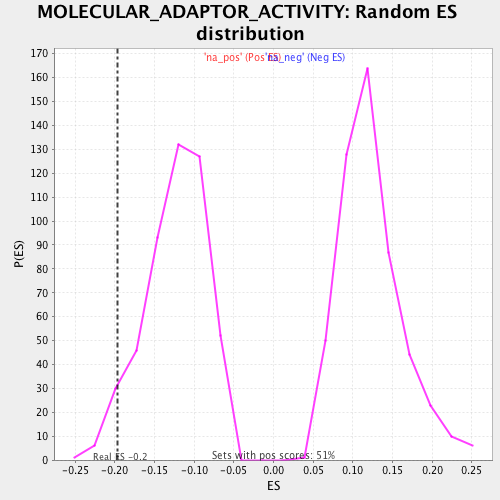 MOLECULAR_ADAPTOR_ACTIVITY: Random ES
distribution
'na_pos' (Pos ES) 'na_neg' (Neg ES)
170
160
150
140
130
120
110
100
90
80
70
60
50
40
30
20
10
0
P(ES)
Real ES -0.2
Sets with pos scores: 51%
-0.25 -0.20 -0.15 -0.10 -0.05 0.00 0.05 0.10 0.15 0.20 0.25
ES